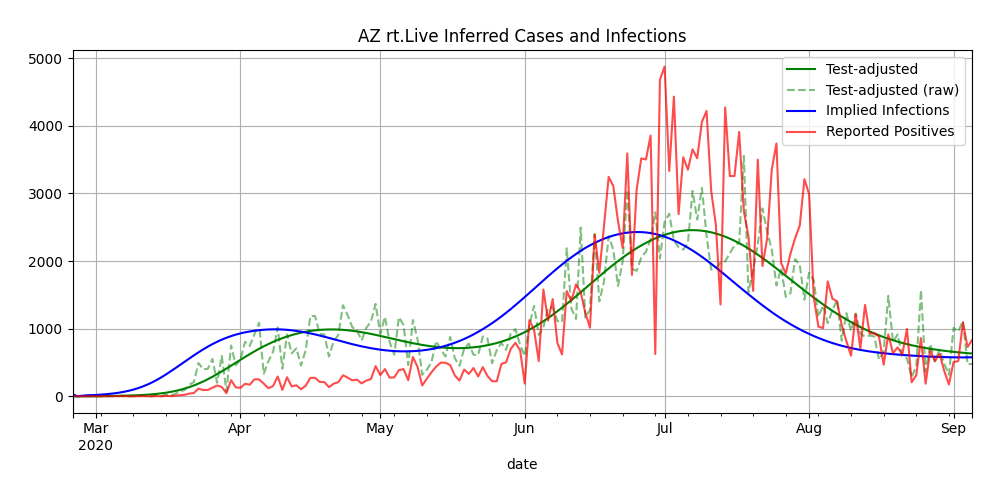 AZ rt.Live Inferred Cases and Infections
5000
4000
3000
2000
1000
0
Test-adjusted
Test-adjusted (raw)
Implied Infections
Reported Positives
Mar
2020
Apr
May
Jun
Jul
Aug
Sep
date